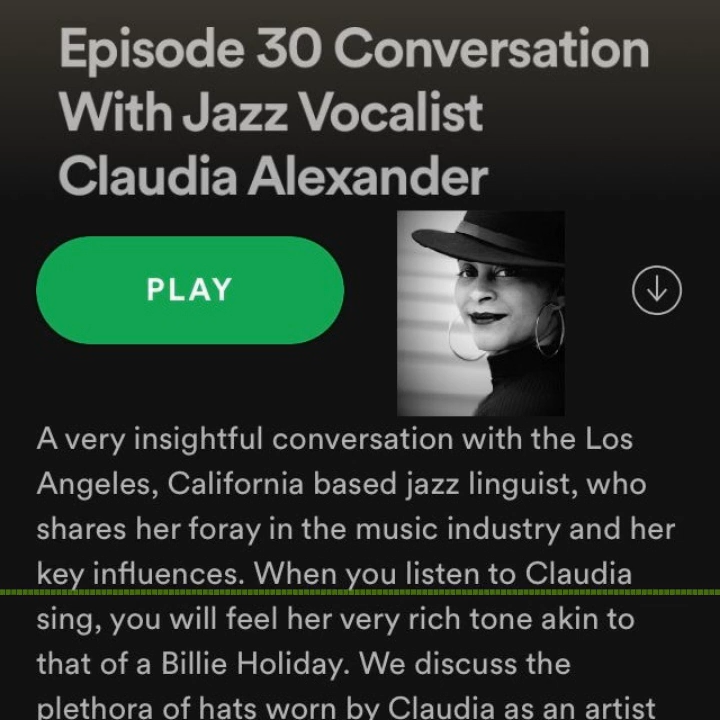 Episode 30 Conversation
With Jazz Vocalist
Claudia Alexander
PLAY
A very insightful conversation with the Los
Angeles, California based jazz linguist, who
shares her foray in the music industry and her
key influences. When you listen to Claudia
sing, you will feel her very rich tone akin to
that of a Billie Holiday. We discuss the
plethora of hats worn by Claudia as an artist